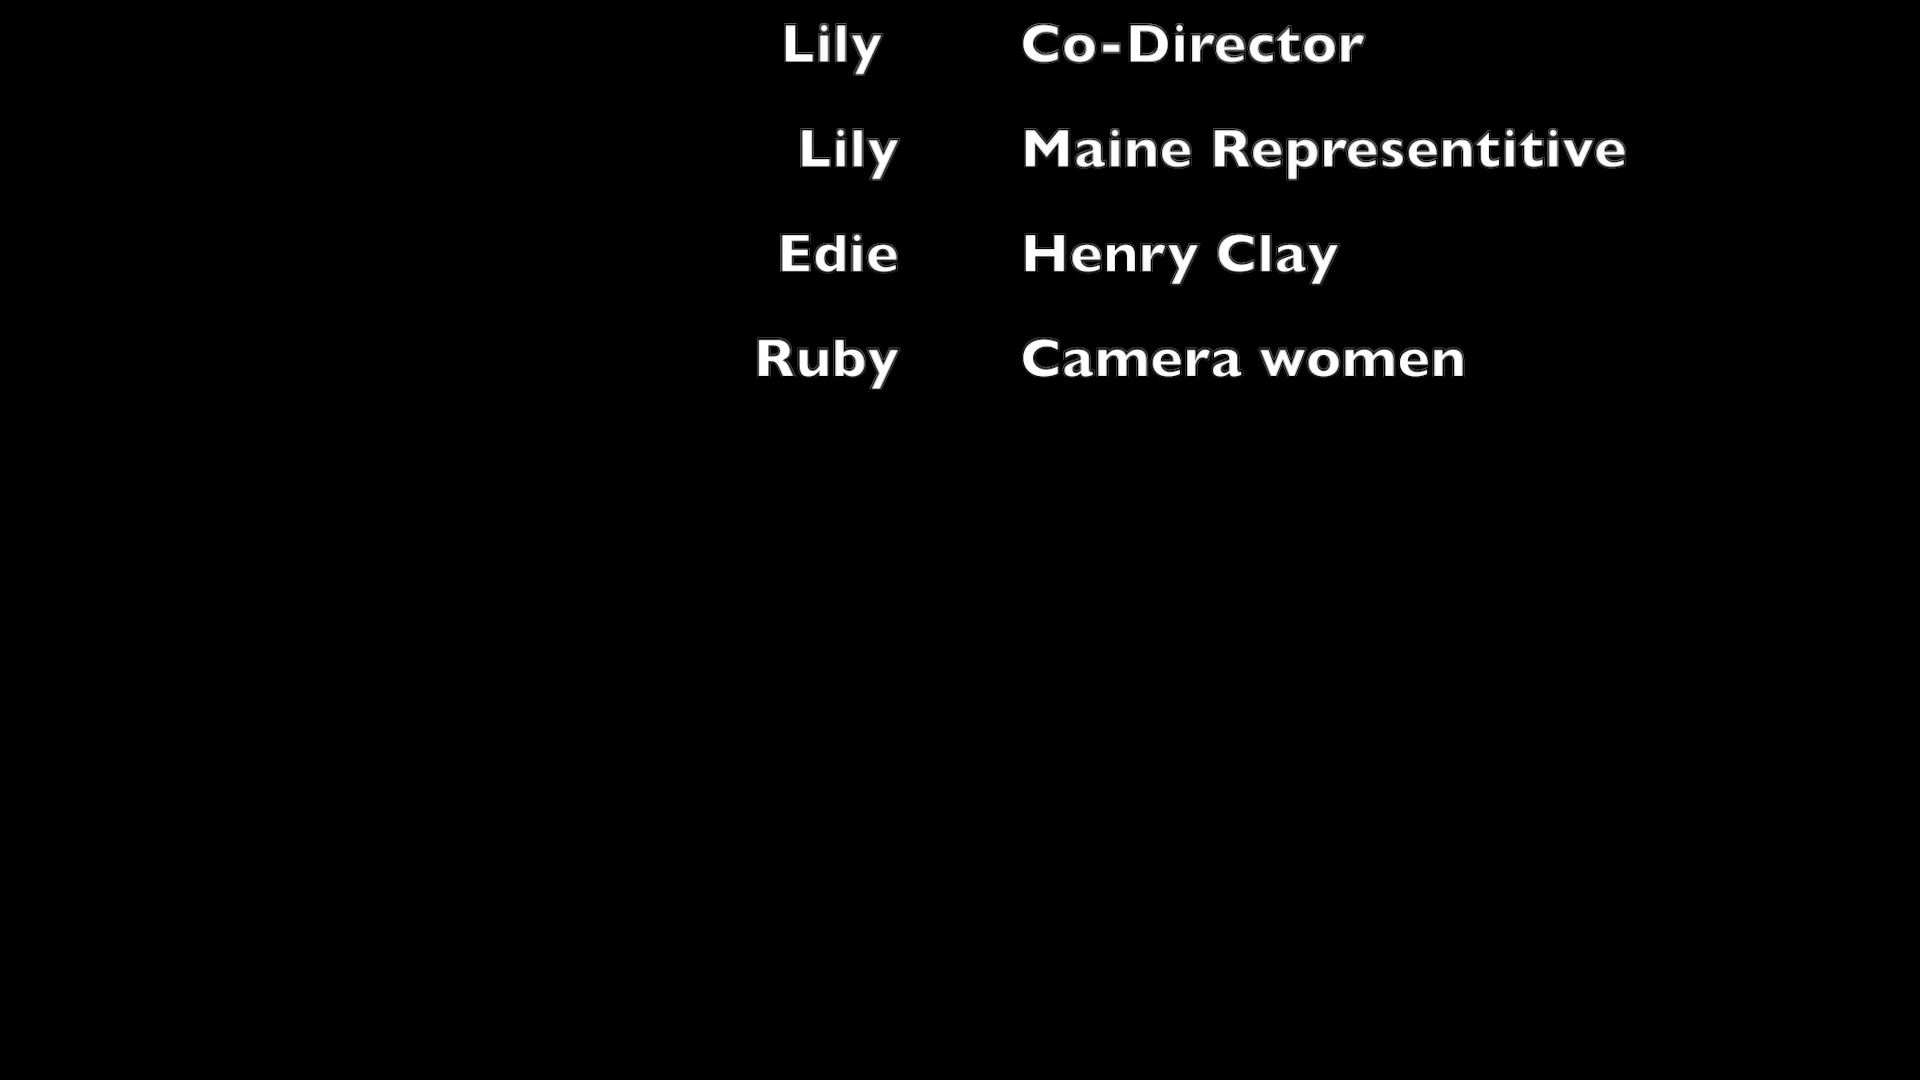 Lily Co-Director
Lily Maine Representitive
Edie Henry Clay
Ruby Camera women